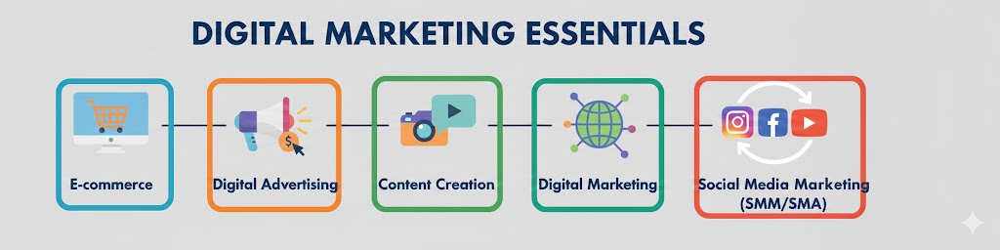 DIGITAL MARKETING ESSENTIALS
$
E-commerce
Digital Advertising
Content Creation
Digital Marketing
Social Media Marketing
(SMM/SMA)